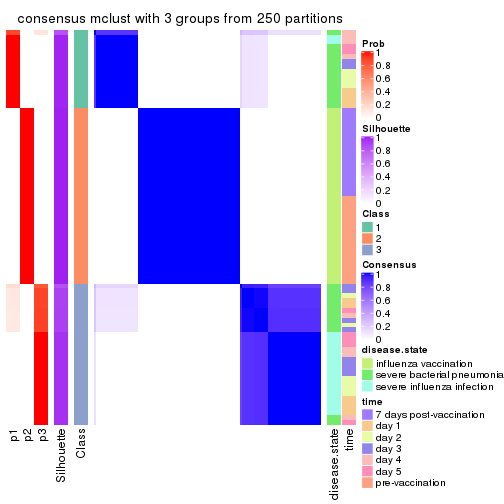 consensus mclust with 3 groups from 250 partitions
p1
p2
p3
Silhouette
Class
disease.state
time
Prob
1
0.8
0.6
0.4
0.2
0
Silhouette
1
0.8
0.6
0.4
0.2
0
Class
1
2
3
Consensus
1
0.8
0.6
0.4
0.2
0
disease.state
influenza vaccination
severe bacterial pneumonia
severe influenza infection
time
7 days post-vaccination
day 1
day 2
day 3
day 4
day 5
pre-vaccination